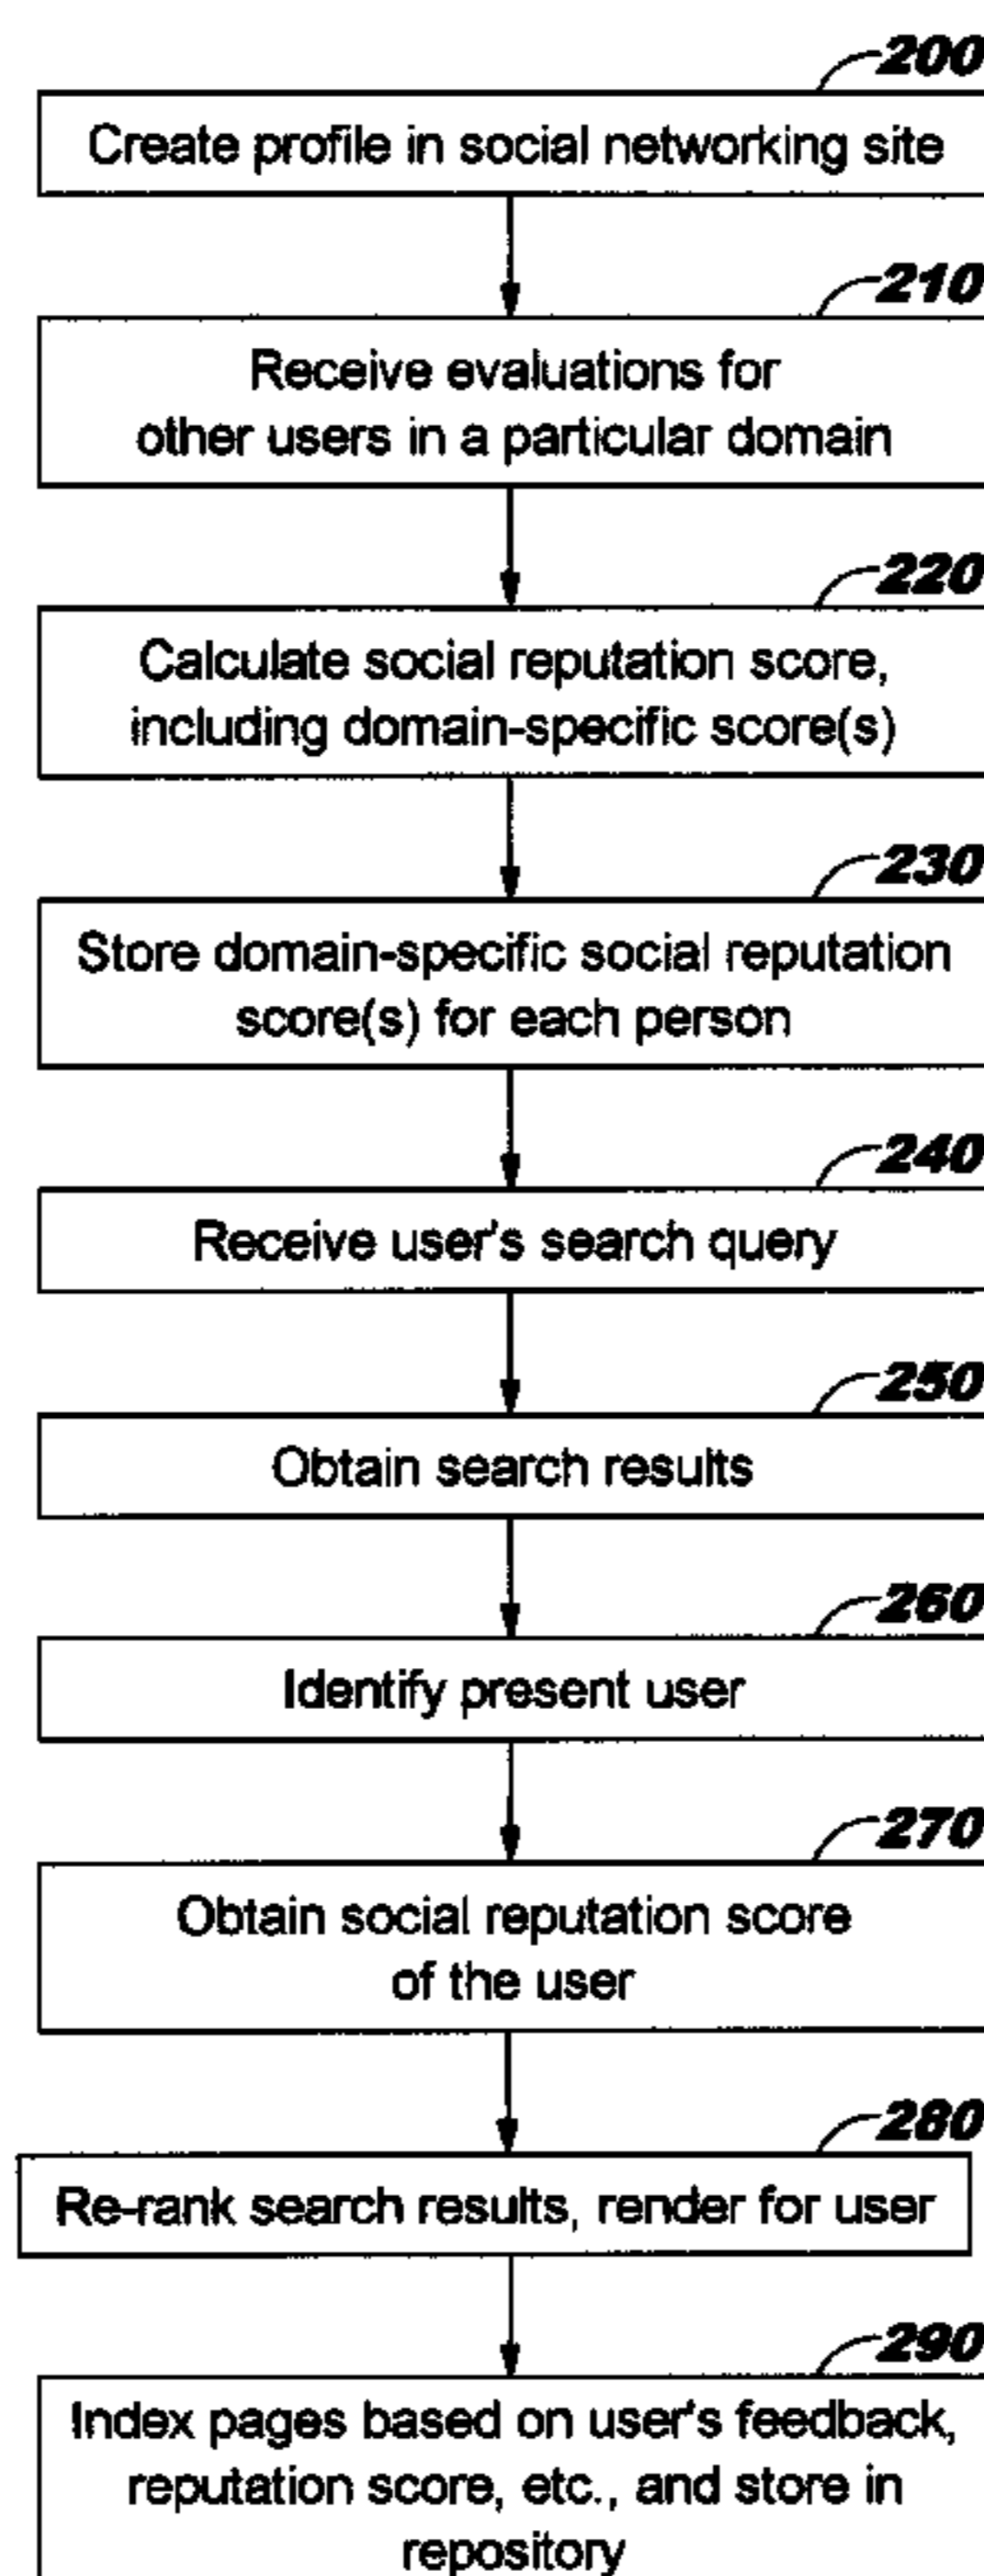 200
Create profile in social networking site
210
Receive evaluations for
other users in a particular domain
220
Calculate social reputation score,
including domain-specific score(s)
230
Store domain-specific social reputation
score(s) for each person
240
Receive user's search query
250
Obtain search results
260
Identify present user
270
Obtain social reputation score
of the user
280
Re-rank search results, render for user
290
Index pages based on user's feedback,
reputation score, etc., and store in
repository